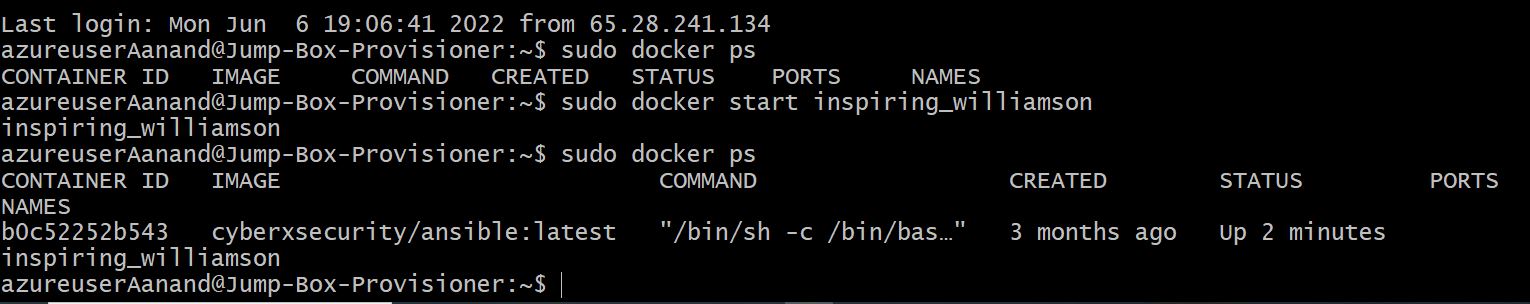 Last login: Mon Jun  6 19:06:41 2022 from 65.28.241.134
azureuserAanand@Jump-Box-Provisioner:~$ sudo docker ps
CONTAINER ID   IMAGE     COMMAND   CREATED   STATUS    PORTS     NAMES
azureuserAanand@Jump-Box-Provisioner:~$ sudo docker start inspiring_williamson
inspiring_williamson
azureuserAanand@Jump-Box-Provisioner:~$ sudo docker ps
CONTAINER ID   IMAGE                           COMMAND                  CREATED        STATUS         PORTS
NAMES
b0c52252b543   cyberxsecurity/ansible:latest   "/bin/sh -c /bin/bas…"   3 months ago   Up 2 minutes
inspiring_williamson
azureuserAanand@Jump-Box-Provisioner:~$